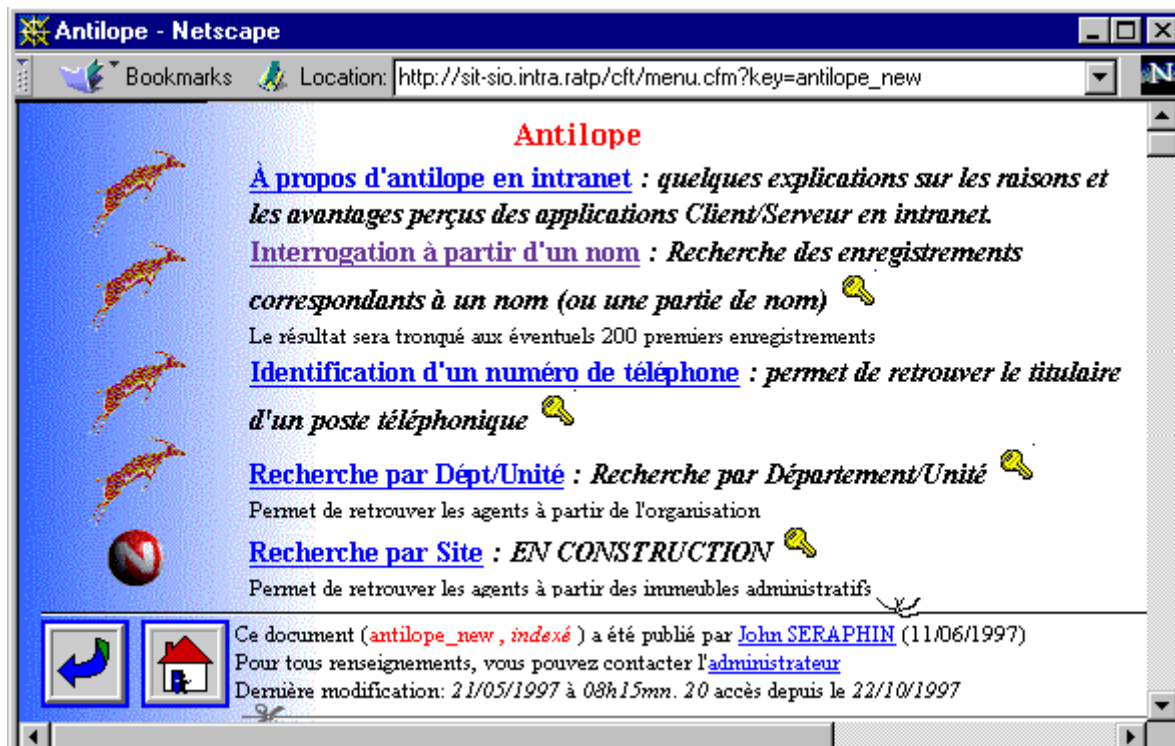 Antilope - Netscape
Bookmarks Location: http://sit-sio.intra.ratp/cft/menu.cfm?key=antilope_new N
Antilope
À propos d'antilope en intranet : quelques explications sur les raisons et
les avantages perçus des applications Client/Serveur en intranet.
Interrogation à partir d'un nom : Recherche des enregistrements
correspondants à un nom (ou une partie de nom)
Le résultat sera tronqué aux éventuels 200 premiers enregistrements
Identification d'un numéro de téléphone : permet de retrouver le titulaire
d'un poste téléphonique
Recherche par Dépt/Unité : Recherche par Département/Unité
Permet de retrouver les agents à partir de l'organisation
N
Recherche par Site : EN CONSTRUCTION
Permet de retrouver les agents à partir des immeubles administratifs
Ce document (antilope_new , indexé ) a été publié par John SERAPHIN (11/06/1997)
Pour tous renseignements, vous pouvez contacter l'administrateur
Dernière modification: 21/05/1997 à 08h15mn. 20 accès depuis le 22/10/1997